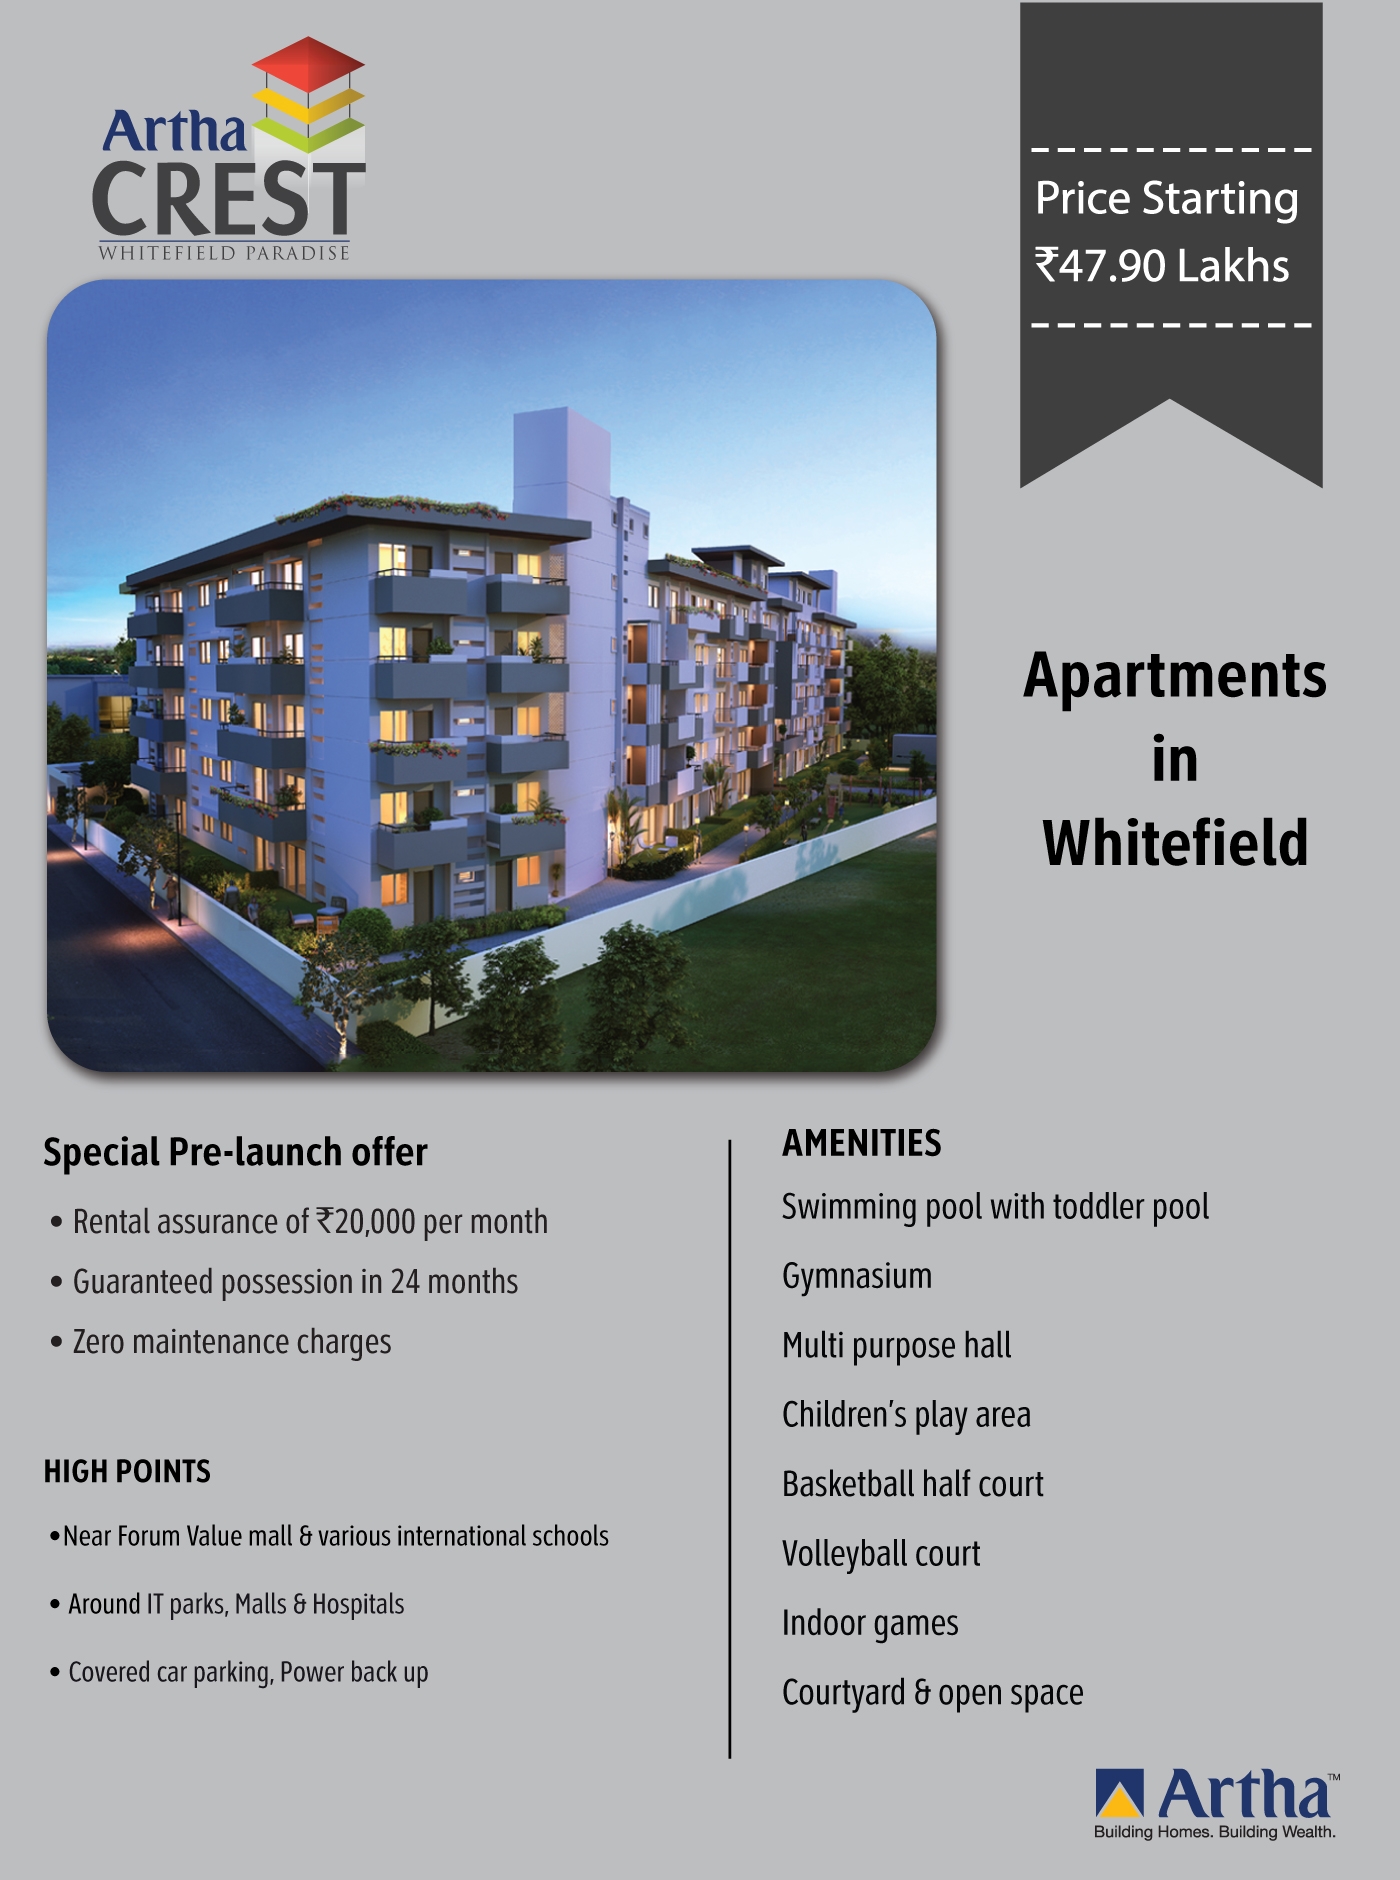 Artha
CREST
WHITEFIELD PARADISE
Price Starting
₹47.90 Lakhs
Apartments
in
Whitefield
Special Pre-launch offer
• Rental assurance of ₹20,000 per month
• Guaranteed possession in 24 months
• Zero maintenance charges
HIGH POINTS
•Near Forum Value mall & various international schools
• Around IT parks, Malls & Hospitals
• Covered car parking, Power back up
AMENITIES
Swimming pool with toddler pool
Gymnasium
Multi purpose hall
Children’s play area
Basketball half court
Volleyball court
Indoor games
Courtyard & open space
Artha™
Building Homes. Building Wealth.